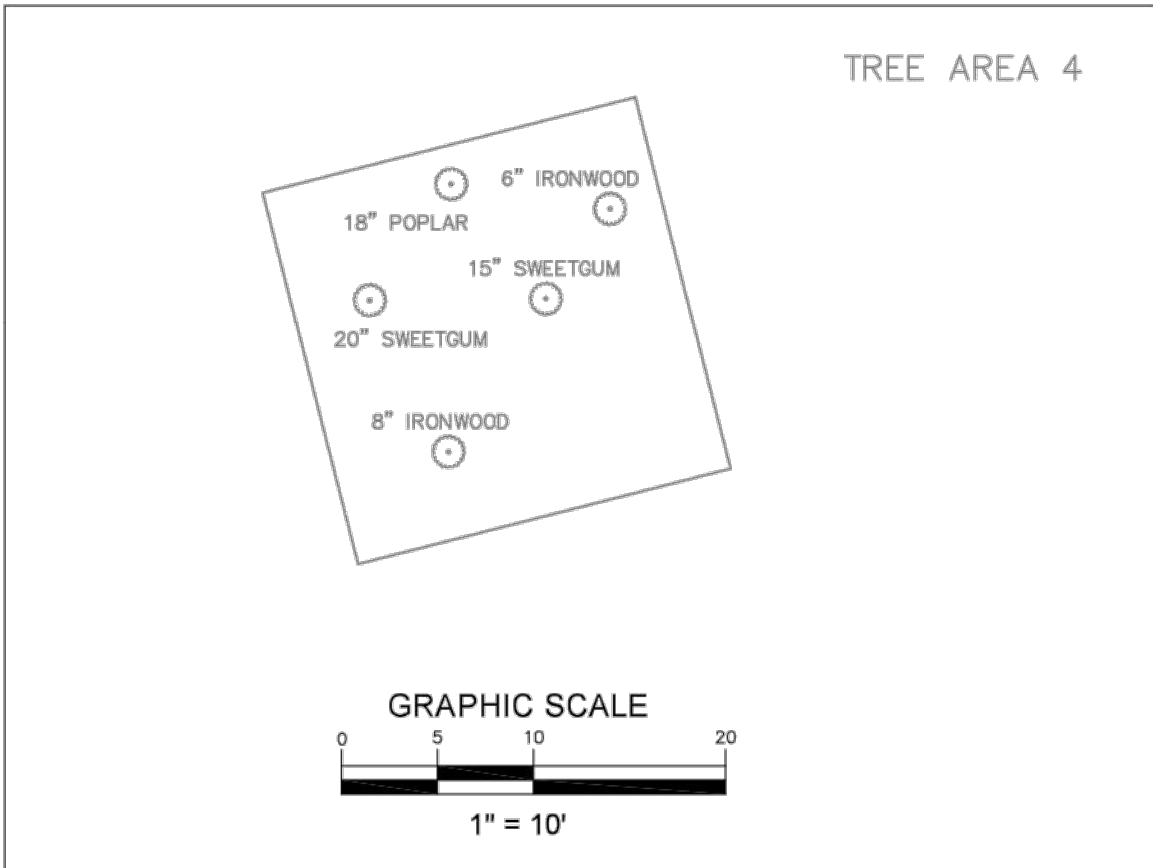 TREE AREA 4
6” IRONWOOD
18” POPLAR
15” SWEETGUM
20” SWEETGUM
8” IRONWOOD
GRAPHIC SCALE
0 5 10 20
1" = 10'